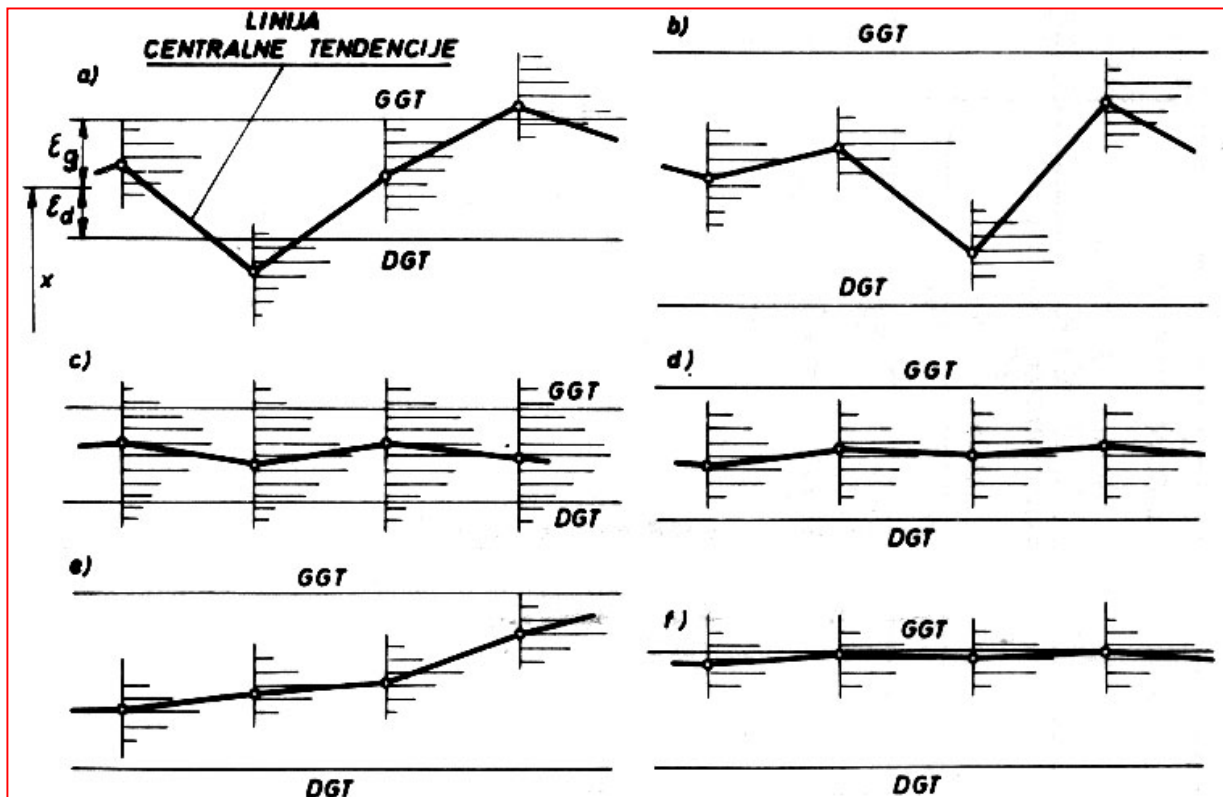 LINIJA
CENTRALNE TENDENCIJE
a)
GGT
εg
εd
x
DGT
b)
GGT
DGT
c)
GGT
DGT
d)
GGT
DGT
e)
GGT
DGT
f)
GGT
DGT